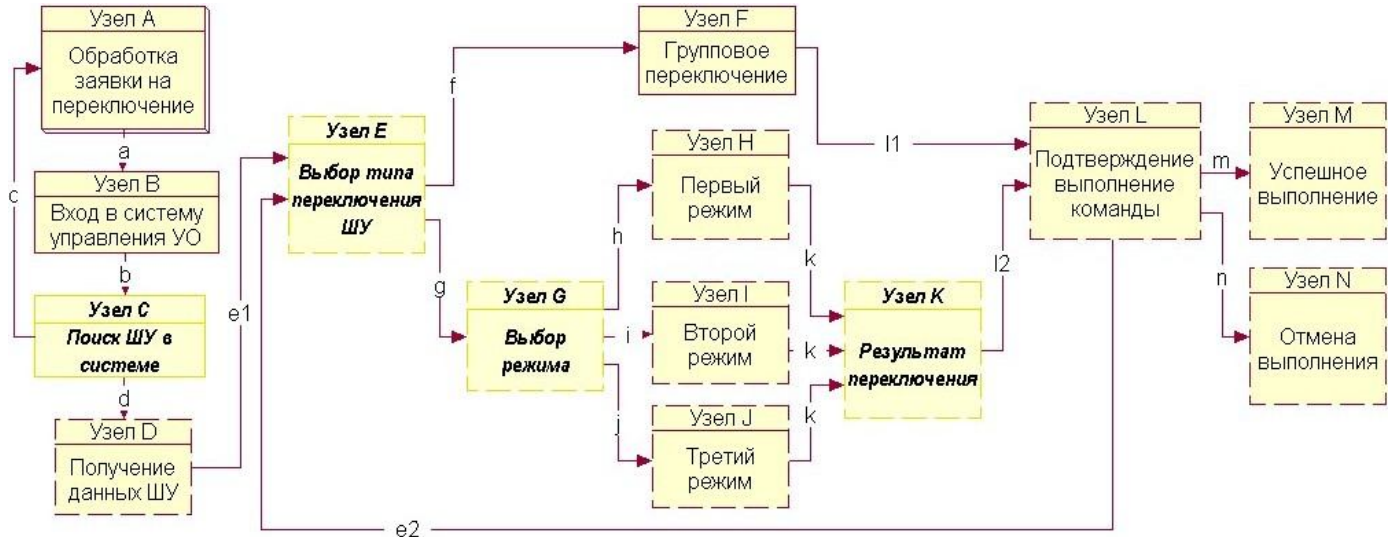 Узел A
Обработка
заявки на
переключение
a
c
Узел B
Вход в систему
управления УО
b
Узел C
Поиск ШУ в
системе
d
Узел D
Получение
данных ШУ
e1
Узел E
Выбор типа
переключения
ШУ
f
g
Узел F
Групповое
переключение
Узел G
Выбор
режима
h
i
j
Узел H
Первый
режим
Узел I
Второй
режим
Узел J
Третий
режим
k
k
k
Узел K
Результат
переключения
l1
l2
Узел L
Подтверждение
выполнение
команды
m
n
Узел M
Успешное
выполнение
Узел N
Отмена
выполнения
e2